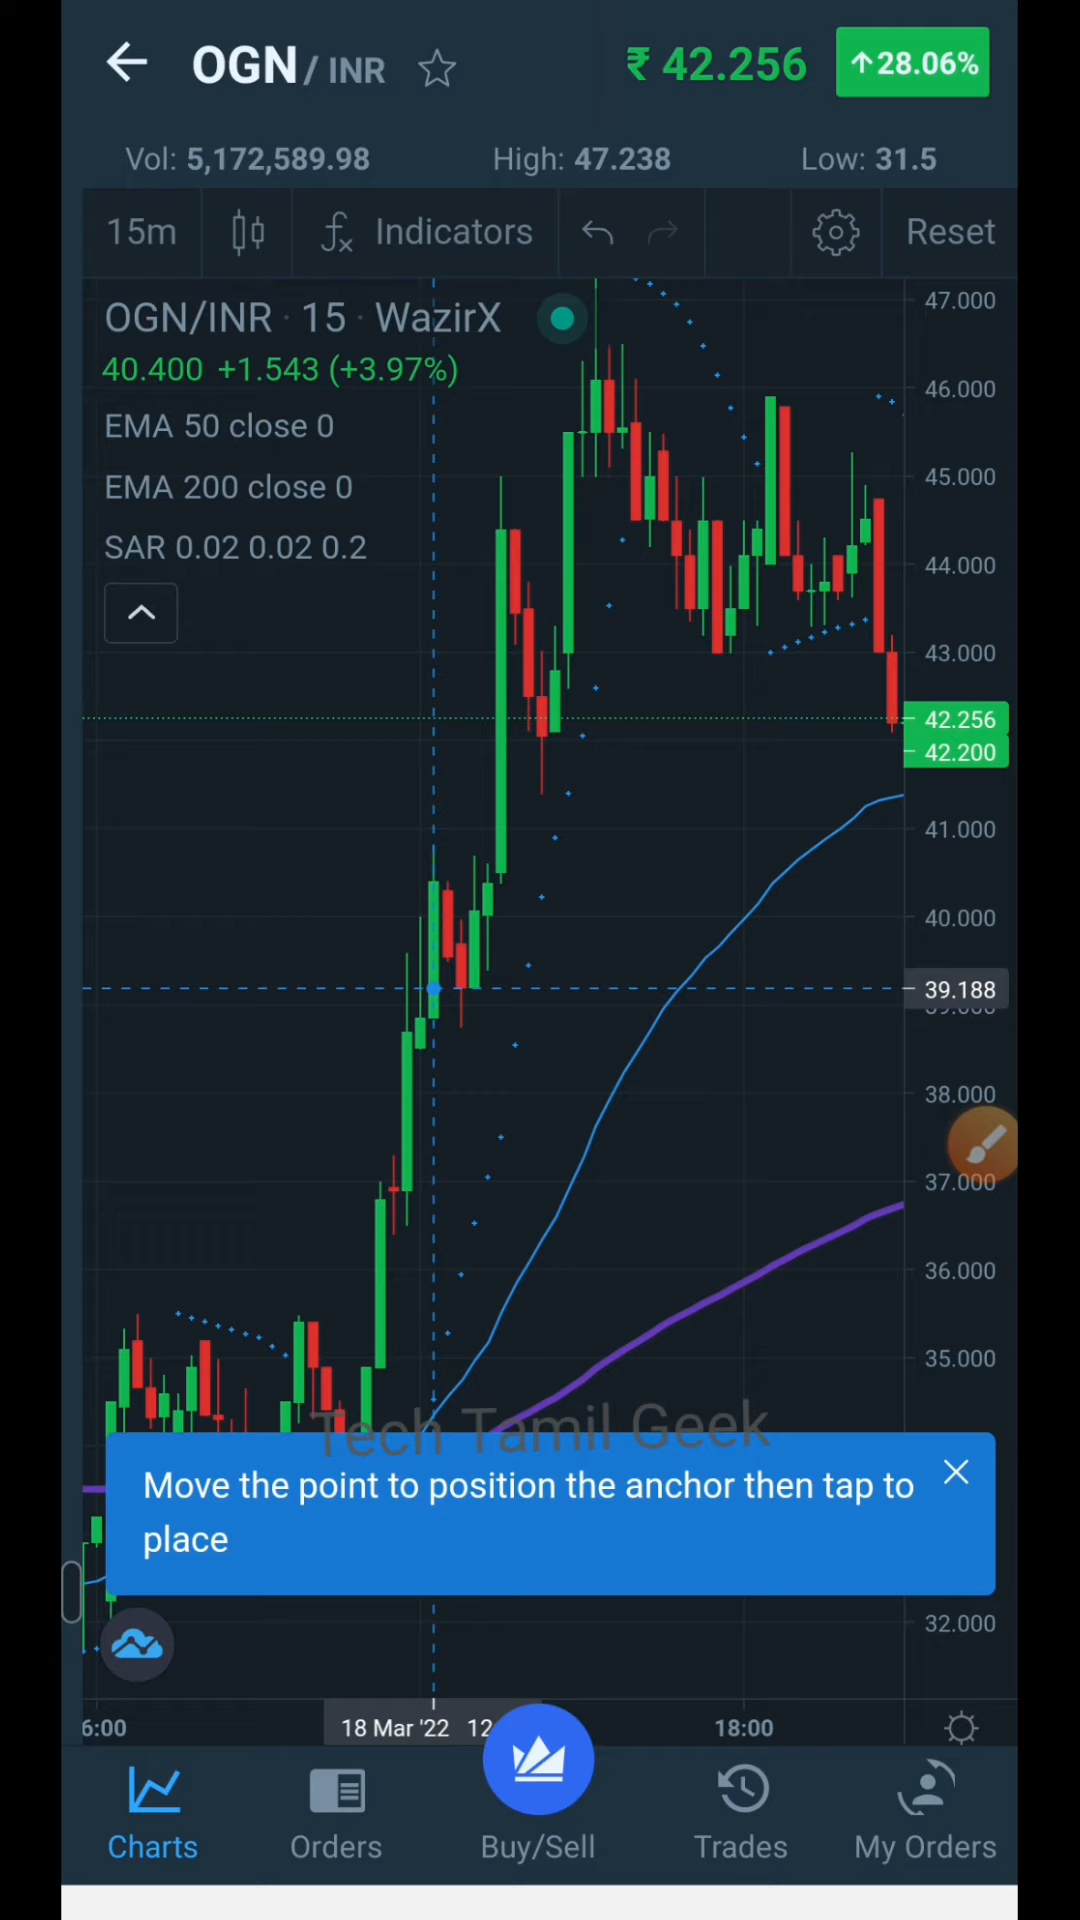 OGN / INR ₹ 42.256 ↑28.06%
Vol: 5,172,589.98 High: 47.238 Low: 31.5
15m fx Indicators Reset
OGN/INR · 15 · WazirX
40.400 +1.543 (+3.97%)
EMA 50 close 0
EMA 200 close 0
SAR 0.02 0.02 0.2
47.000
46.000
45.000
44.000
43.000
42.256
42.200
41.000
40.000
39.188
39.000
38.000
37.000
36.000
35.000
Tech Tamil Geek
Move the point to position the anchor then tap to
place
32.000
6:00 18 Mar '22 12 18:00
Charts Orders Buy/Sell Trades My Orders